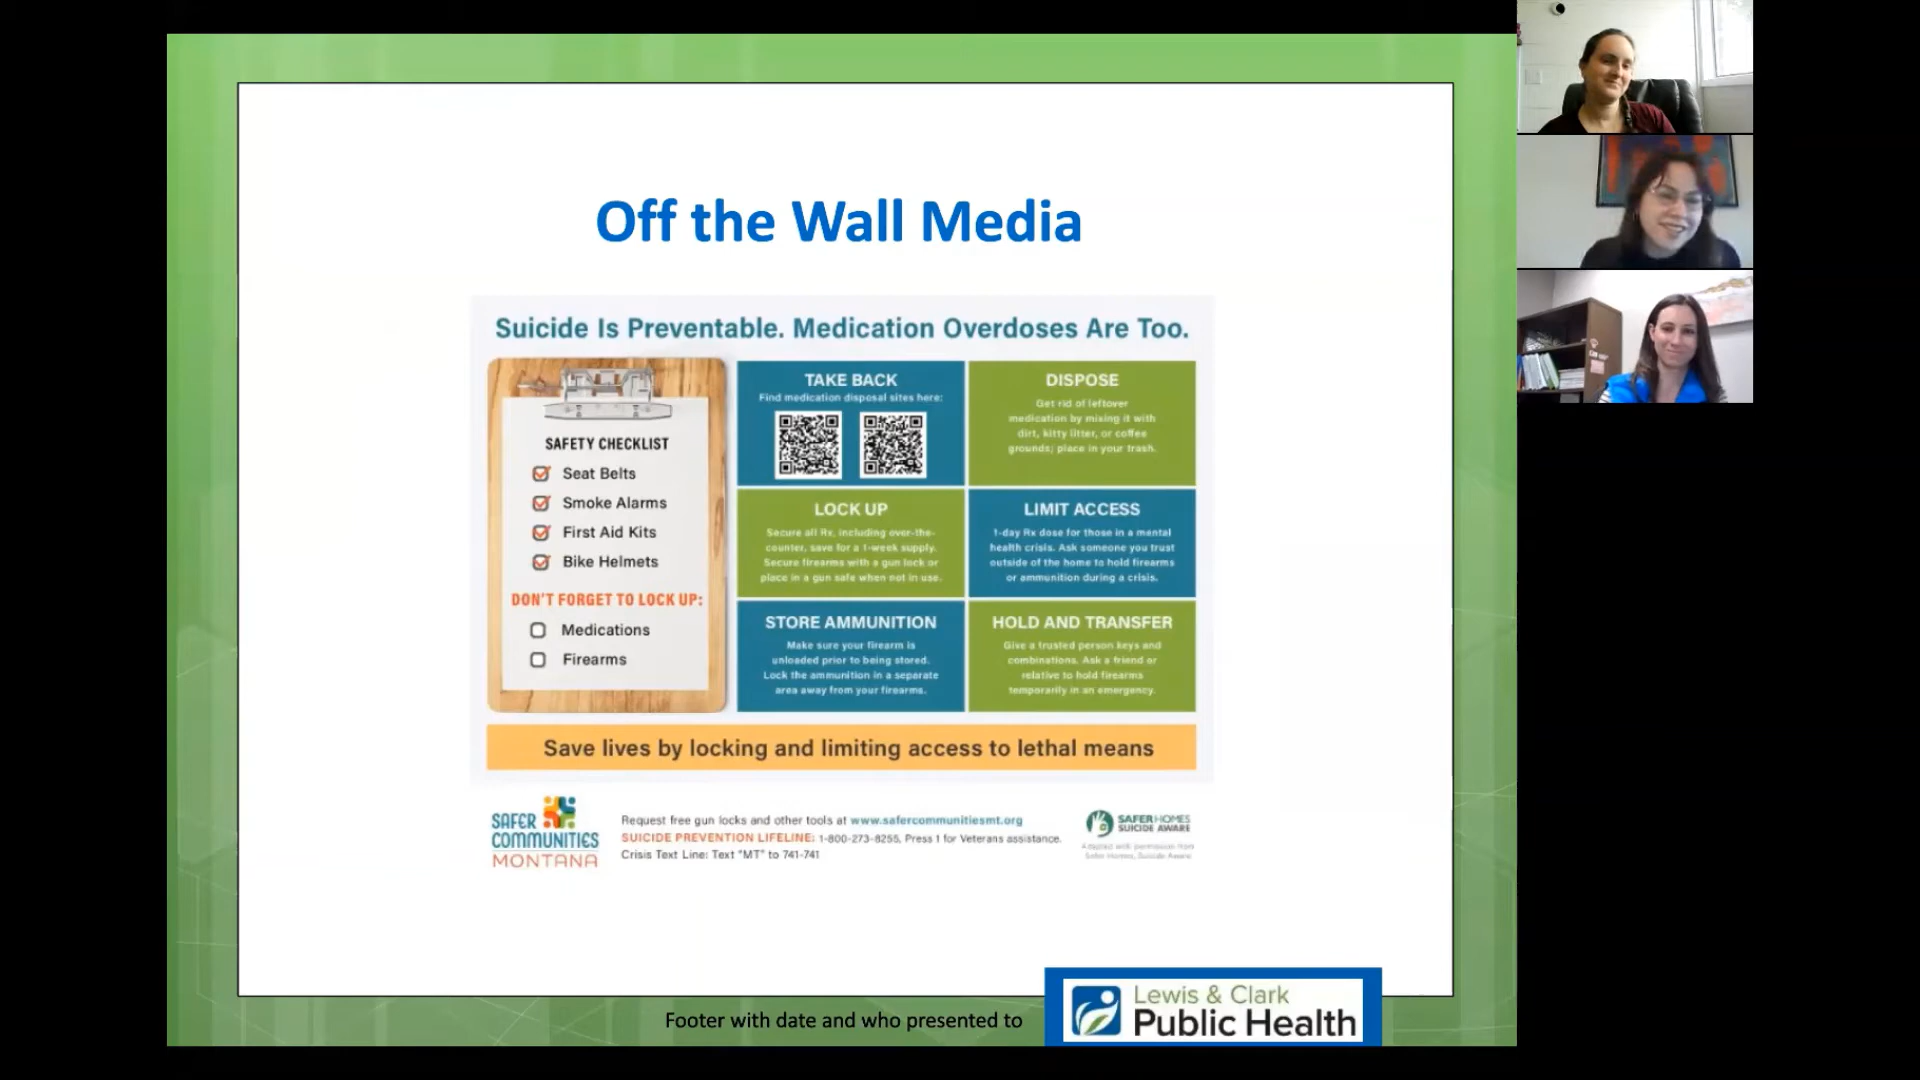 Off the Wall Media
Suicide Is Preventable. Medication Overdoses Are Too.
SAFETY CHECKLIST
Seat Belts
Smoke Alarms
First Aid Kits
Bike Helmets
DON'T FORGET TO LOCK UP:
Medications
Firearms
TAKE BACK
Find medication disposal sites here:
DISPOSE
Get rid of leftover
medication by mixing it with
dirt, kitty litter, or coffee
grounds; place in your trash.
LOCK UP
Secure all Rx, including over-the-
counter, save for a 1-week supply.
Secure firearms with a gun lock or
place in a gun safe when not in use.
LIMIT ACCESS
1-day Rx dose for those in a mental
health crisis. Ask someone you trust
outside of the home to hold firearms
or ammunition during a crisis.
STORE AMMUNITION
Make sure your firearm is
unloaded prior to being stored.
Lock the ammunition in a separate
area away from your firearms.
HOLD AND TRANSFER
Give a trusted person keys and
combinations. Ask a friend or
relative to hold firearms
temporarily in an emergency.
Save lives by locking and limiting access to lethal means
SAFER
COMMUNITIES
MONTANA
Request free gun locks and other tools at www.safercommunitiesmt.org
SUICIDE PREVENTION LIFELINE: 1-800-273-8255, Press 1 for Veterans assistance.
Crisis Text Line: Text "MT" to 741-741
SAFER HOMES
SUICIDE AWARE
Adapted with permission from
Safer Homes, Suicide Aware
Footer with date and who presented to
Lewis & Clark
Public Health